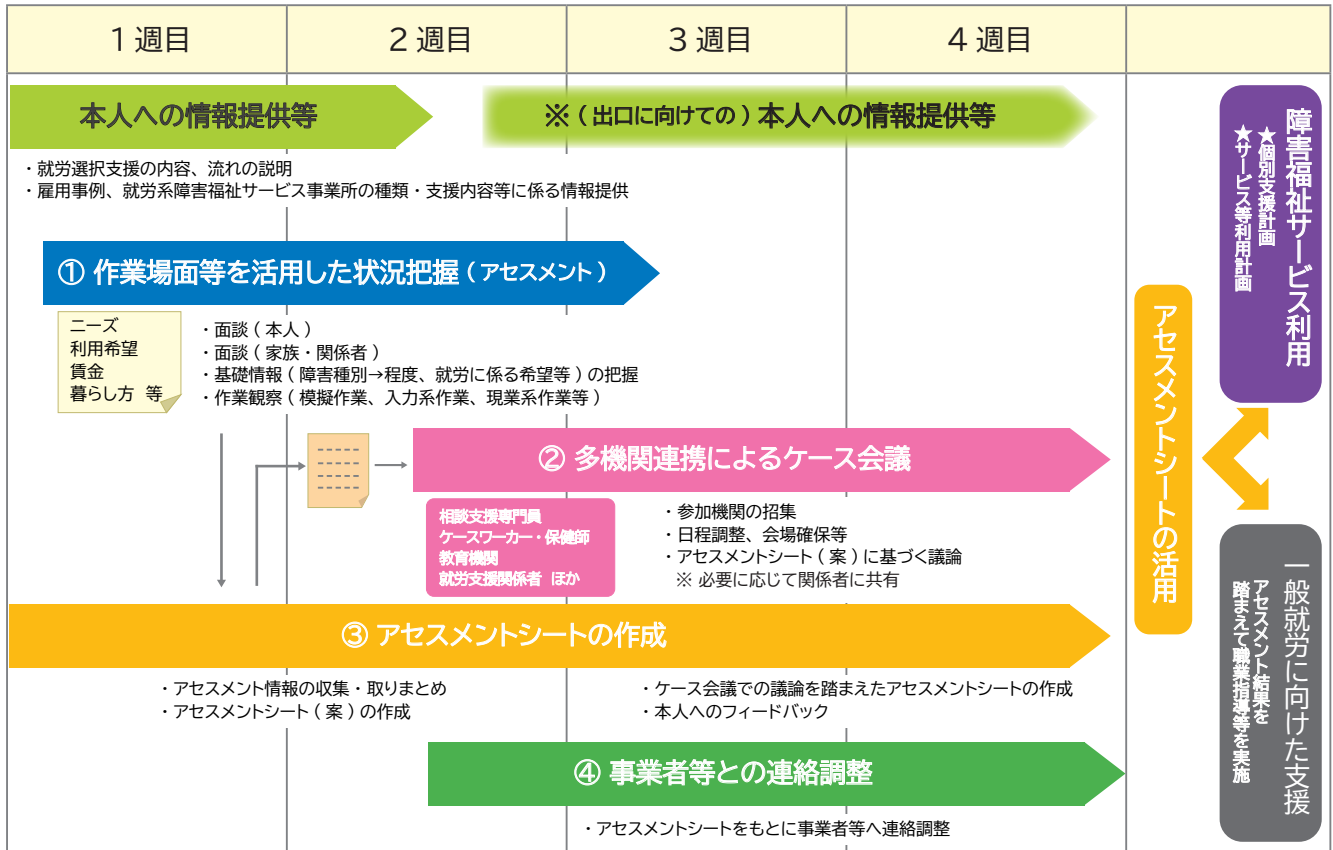 1 週目
2 週目
3 週目
4 週目
本人への情報提供等
※（出口に向けての）本人への情報提供等
・就労選択支援の内容、流れの説明
・雇用事例、就労系障害福祉サービス事業所の種類・支援内容等に係る情報提供
① 作業場面等を活用した状況把握（アセスメント）
ニーズ
利用希望
賃金
暮らし方 等
・面談（本人）
・面談（家族・関係者）
・基礎情報（障害種別→程度、就労に係る希望等）の把握
・作業観察（模擬作業、入力系作業、現業系作業等）
② 多機関連携によるケース会議
相談支援専門員
ケースワーカー・保健師
教育機関
就労支援関係者 ほか
・参加機関の招集
・日程調整、会場確保等
・アセスメントシート（案）に基づく議論
※ 必要に応じて関係者に共有
③ アセスメントシートの作成
・アセスメント情報の収集・取りまとめ
・アセスメントシート（案）の作成
・ケース会議での議論を踏まえたアセスメントシートの作成
・本人へのフィードバック
④ 事業者等との連絡調整
・アセスメントシートをもとに事業者等へ連絡調整
アセスメントシートの活用
障害福祉サービス利用
★個別支援計画
★サービス等利用計画
一般就労に向けた支援
アセスメント結果を
踏まえて職業指導等を実施